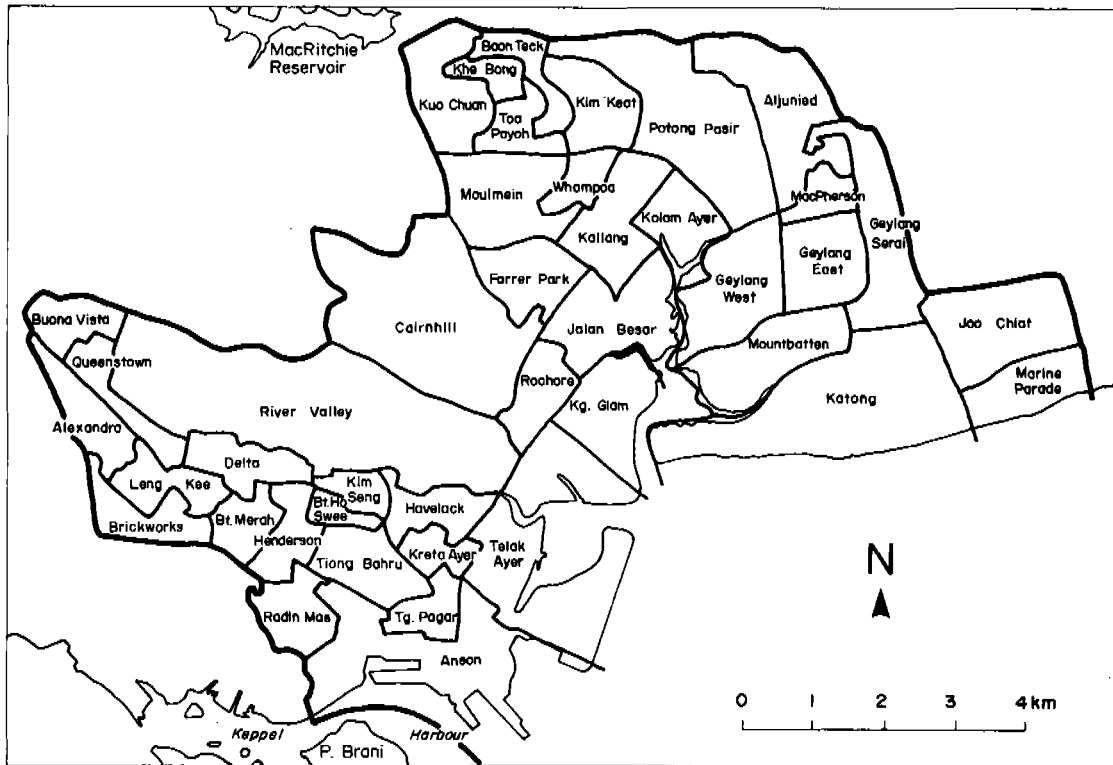 MacRitchie
Reservoir
Boon Teck
Khe Bong
Kuo Chuan
Toa
Payoh
Kim Keat
Potong Pasir
Aljunied
Moulmein
Whampoa
MacPherson
Kolam Ayer
Geylang
Serai
Kallang
Geylang
East
Farrer Park
Geylang
West
Buona Vista
Cairnhill
Jalan Besar
Joo Chiat
Queenstown
Mountbatten
Rochore
Marine
Parade
River Valley
Kg. Glam
Katong
Alexandra
Delta
Leng Kee
Kim
Seng
Bt. Ho
Swee
Havelock
Brickworks
Bt. Merah
Henderson
Tiong Bahru
Kreta Ayer
Telok
Ayer
N
Radin Mas
Tg. Pagar
Anson
0 1 2 3 4 km
Keppel Harbour
P. Brani